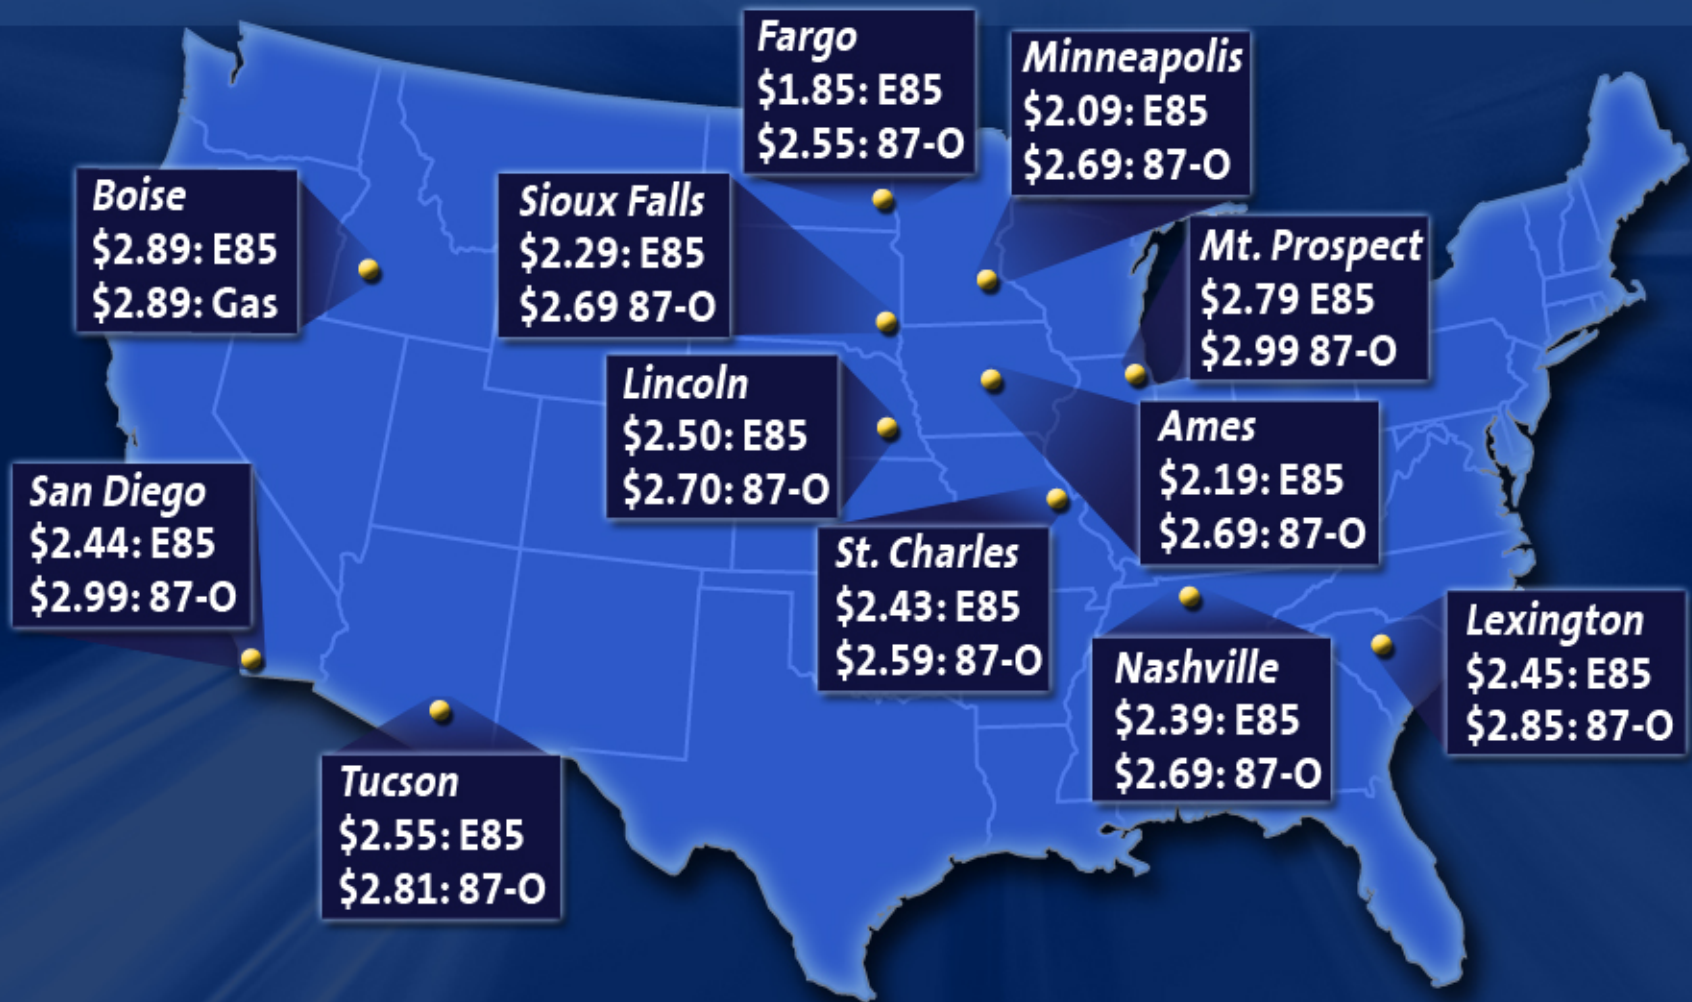 Fargo
$1.85: E85
$2.55: 87-O
Minneapolis
$2.09: E85
$2.69: 87-O
Boise
$2.89: E85
$2.89: Gas
Sioux Falls
$2.29: E85
$2.69 87-O
Mt. Prospect
$2.79 E85
$2.99 87-O
Lincoln
$2.50: E85
$2.70: 87-O
Ames
$2.19: E85
$2.69: 87-O
San Diego
$2.44: E85
$2.99: 87-O
St. Charles
$2.43: E85
$2.59: 87-O
Lexington
$2.45: E85
$2.85: 87-O
Nashville
$2.39: E85
$2.69: 87-O
Tucson
$2.55: E85
$2.81: 87-O